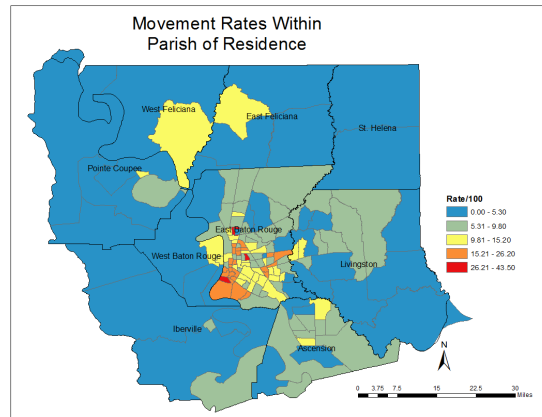 Movement Rates Within
Parish of Residence
West Feliciana
East Feliciana
St. Helena
Pointe Coupee
East Baton Rouge
West Baton Rouge
Livingston
Iberville
Ascension
Rate/100
0.00 - 5.30
5.31 - 9.80
9.81 - 15.20
15.21 - 26.20
26.21 - 43.50
N
0 3.75 7.5 15 22.5 30
Miles